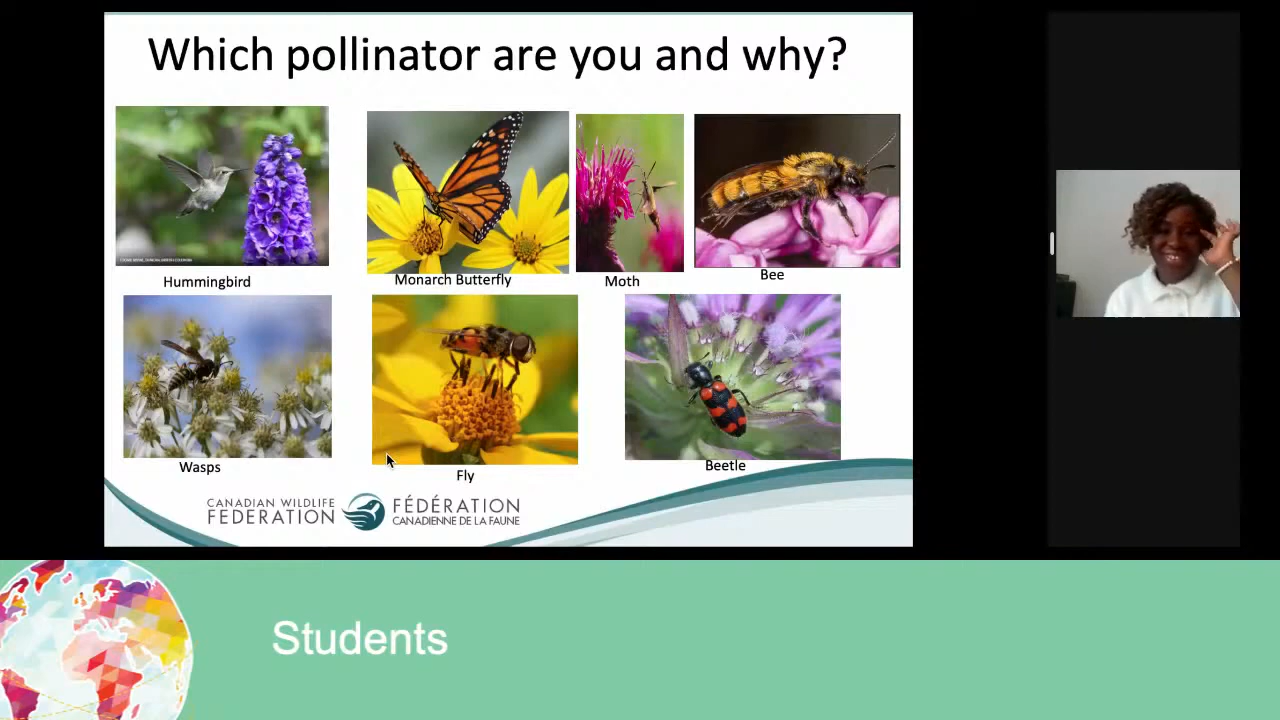 Which pollinator are you and why?
Hummingbird
Monarch Butterfly
Moth
Bee
Wasps
Fly
Beetle
CANADIAN WILDLIFE
FEDERATION
FÉDÉRATION
CANADIENNE DE LA FAUNE
Students